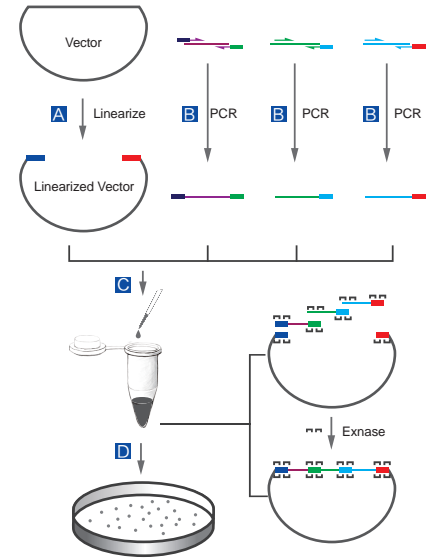 Vector
A Linearize
B PCR
B PCR
B PCR
Linearized Vector
C
Exnase
D